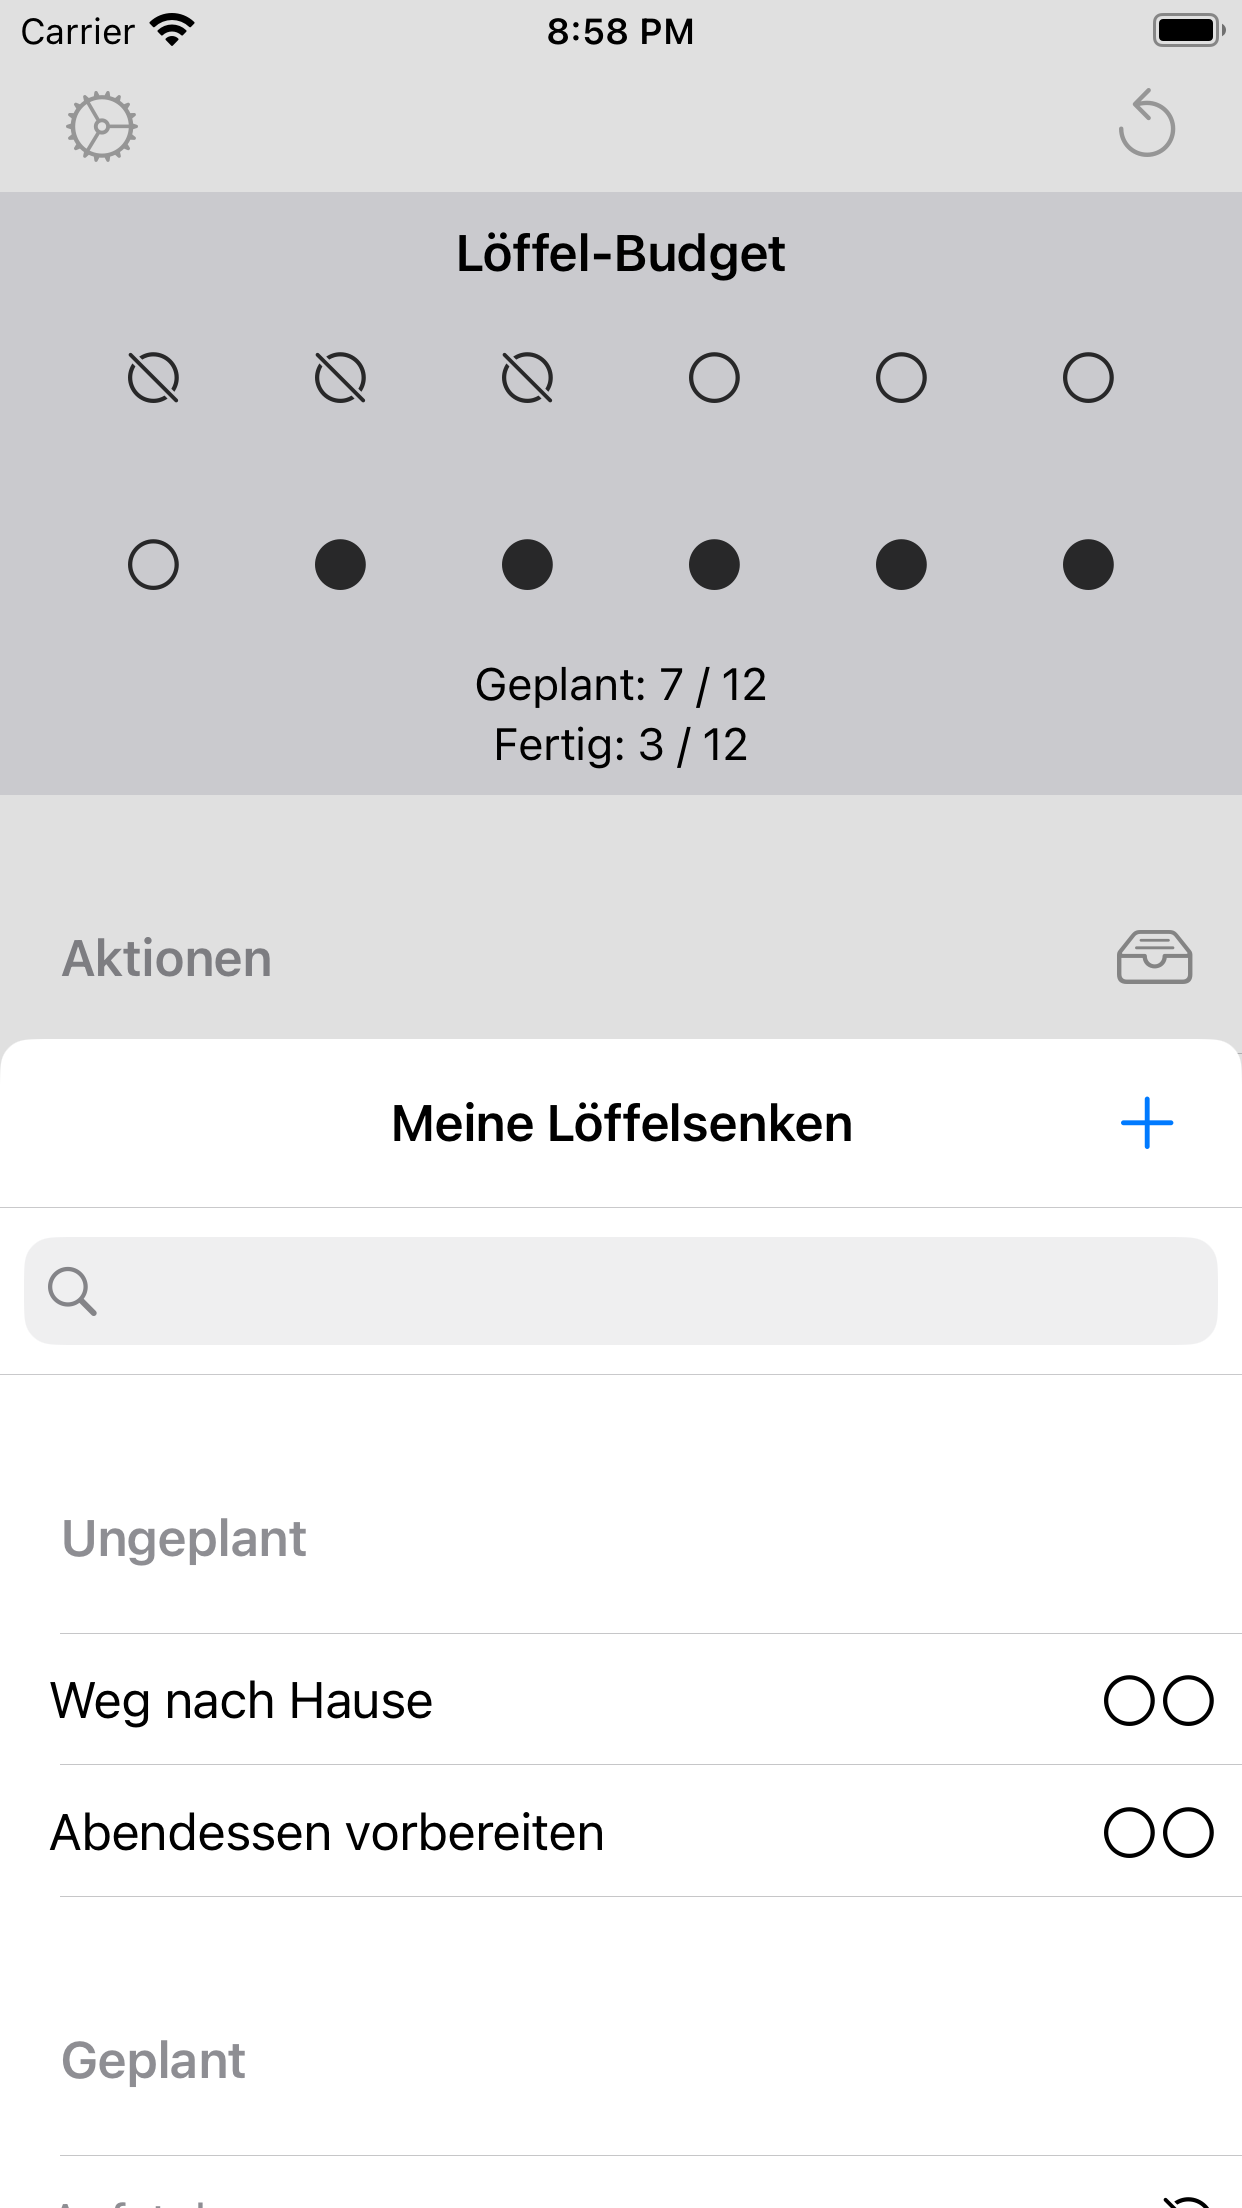 Carrier 8:58 PM
Löffel-Budget
Geplant: 7 / 12
Fertig: 3 / 12
Aktionen
Meine Löffelsenken
Ungeplant
Weg nach Hause
Abendessen vorbereiten
Geplant